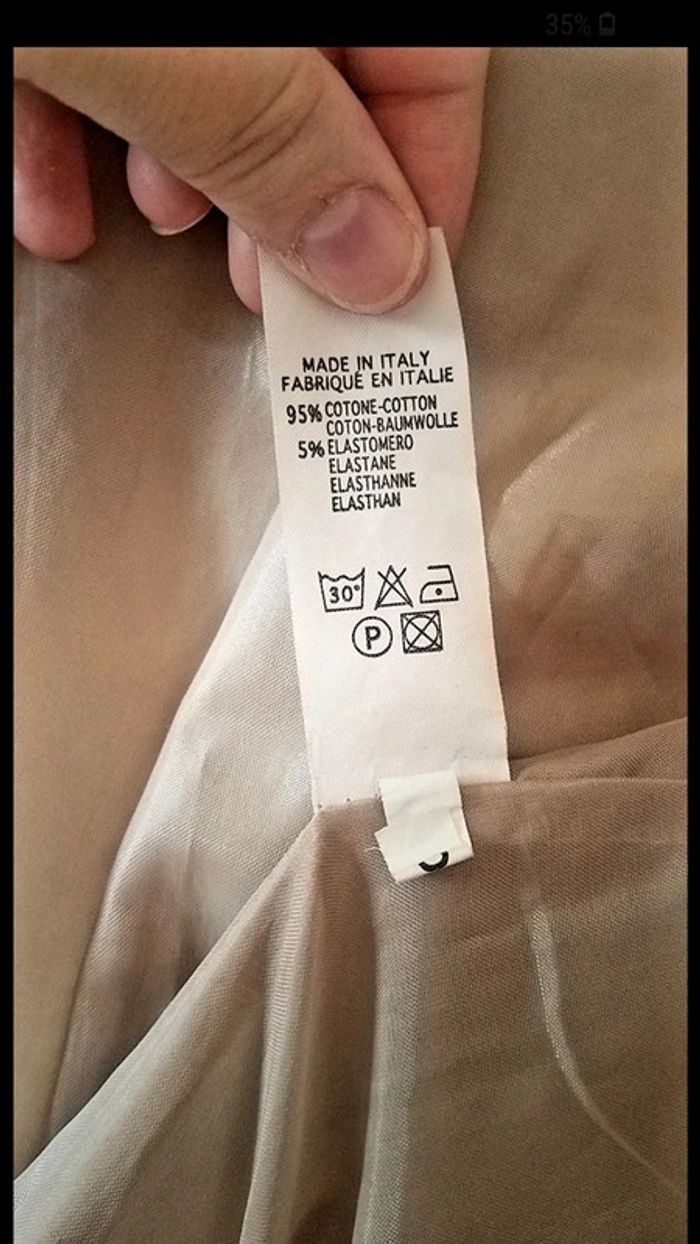 35%
MADE IN ITALY
FABRIQUÉ EN ITALIE
95% COTONE-COTTON
COTON-BAUMWOLLE
5% ELASTOMERO
ELASTANE
ELASTHANNE
ELASTHAN
30°
P